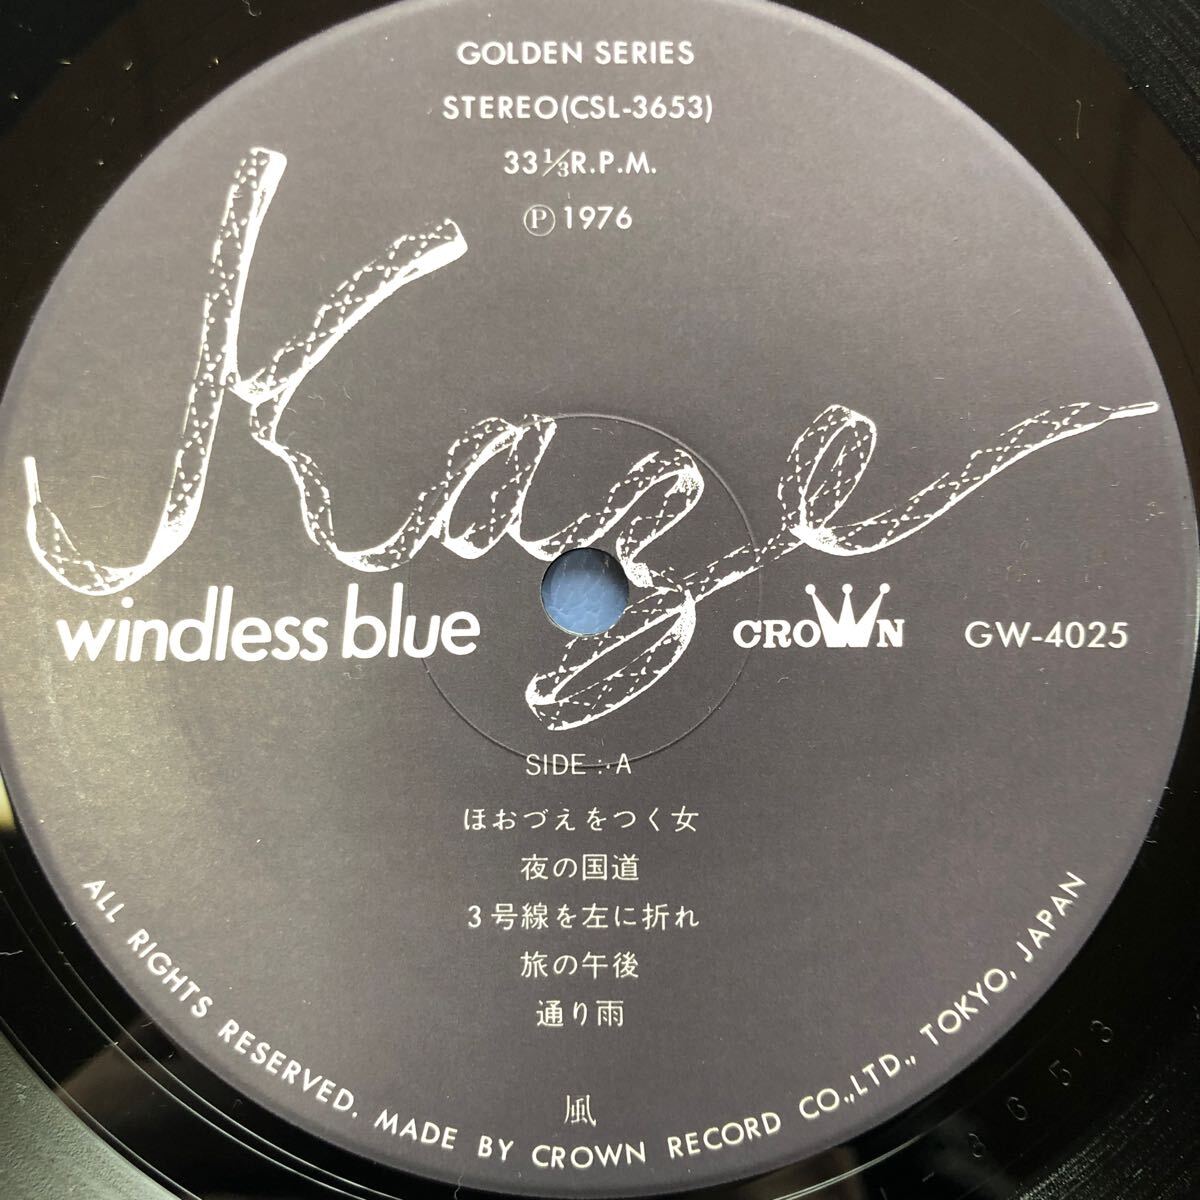 GOLDEN SERIES
STEREO(CSL-3653)
33⅓R.P.M.
Ⓟ1976
Kaze
windless blue
CROWN GW-4025
SIDE : A
ほおづえをつく女
夜の国道
3号線を左に折れ
旅の午後
通り雨
風
ALL RIGHTS RESERVED. MADE BY CROWN RECORD CO.,LTD., TOKYO, JAPAN